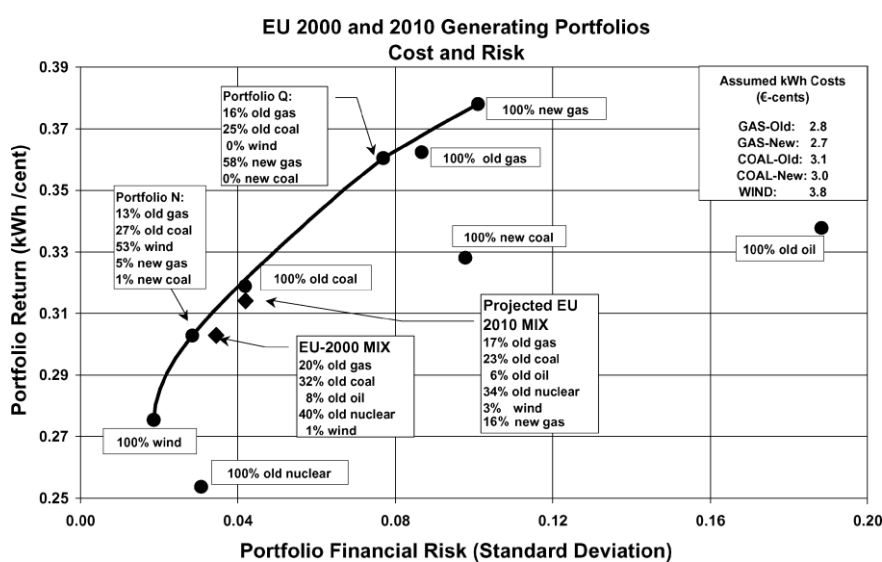 EU 2000 and 2010 Generating Portfolios
Cost and Risk
Portfolio Return (kWh /cent)
0.39
0.37
0.35
0.33
0.31
0.29
0.27
0.25
Portfolio Q:
16% old gas
25% old coal
0% wind
58% new gas
0% new coal
100% new gas
100% old gas
Assumed kWh Costs
(€-cents)
GAS-Old: 2.8
GAS-New: 2.7
COAL-Old: 3.1
COAL-New: 3.0
WIND: 3.8
Portfolio N:
13% old gas
27% old coal
53% wind
5% new gas
1% new coal
100% new coal
100% old oil
100% old coal
EU-2000 MIX
20% old gas
32% old coal
8% old oil
40% old nuclear
1% wind
Projected EU
2010 MIX
17% old gas
23% old coal
6% old oil
34% old nuclear
3% wind
16% new gas
100% wind
100% old nuclear
0.00
0.04
0.08
0.12
0.16
0.20
Portfolio Financial Risk (Standard Deviation)